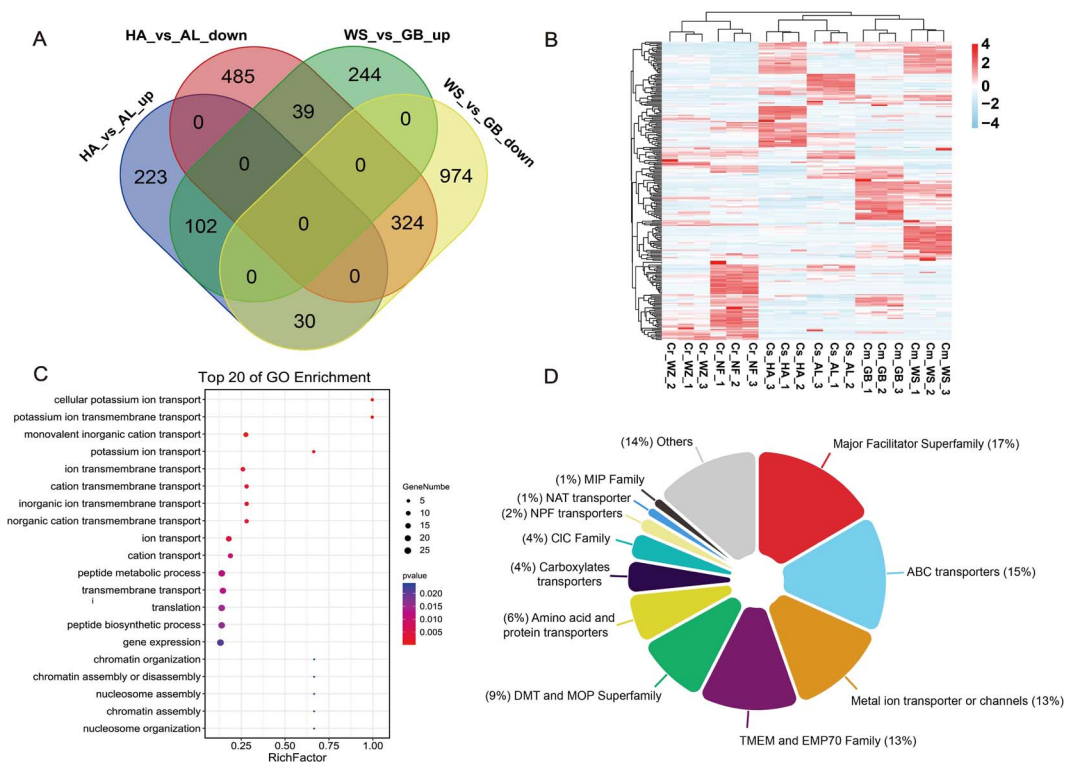 A
HA_vs_AL_down
WS_vs_GB_up
HA_vs_AL_up
WS_vs_GB_down
485
244
0
39
0
223
0
0
974
102
0
324
0
0
30
B
4
2
0
−2
−4
Cr_WZ_2
Cr_WZ_1
Cr_WZ_3
Cr_NF_1
Cr_NF_2
Cr_NF_3
Cs_HA_3
Cs_HA_1
Cs_HA_2
Cs_AL_3
Cs_AL_1
Cs_AL_2
Cm_GB_1
Cm_GB_2
Cm_GB_3
Cm_WS_1
Cm_WS_2
Cm_WS_3
C
Top 20 of GO Enrichment
cellular potassium ion transport
potassium ion transmembrane transport
monovalent inorganic cation transport
potassium ion transport
ion transmembrane transport
cation transmembrane transport
inorganic ion transmembrane transport
norganic cation transmembrane transport
ion transport
cation transport
peptide metabolic process
transmembrane transport
i
translation
peptide biosynthetic process
gene expression
chromatin organization
chromatin assembly or disassembly
nucleosome assembly
chromatin assembly
nucleosome organization
0.25
0.50
0.75
1.00
RichFactor
GeneNumbe
5
10
15
20
25
pvalue
0.020
0.015
0.010
0.005
D
(14%) Others
Major Facilitator Superfamily (17%)
(1%) MIP Family
(1%) NAT transporter
(2%) NPF transporters
(4%) CIC Family
ABC transporters (15%)
(4%) Carboxylates
transporters
(6%) Amino acid and
protein transporters
(9%) DMT and MOP Superfamily
Metal ion transporter or channels (13%)
TMEM and EMP70 Family (13%)